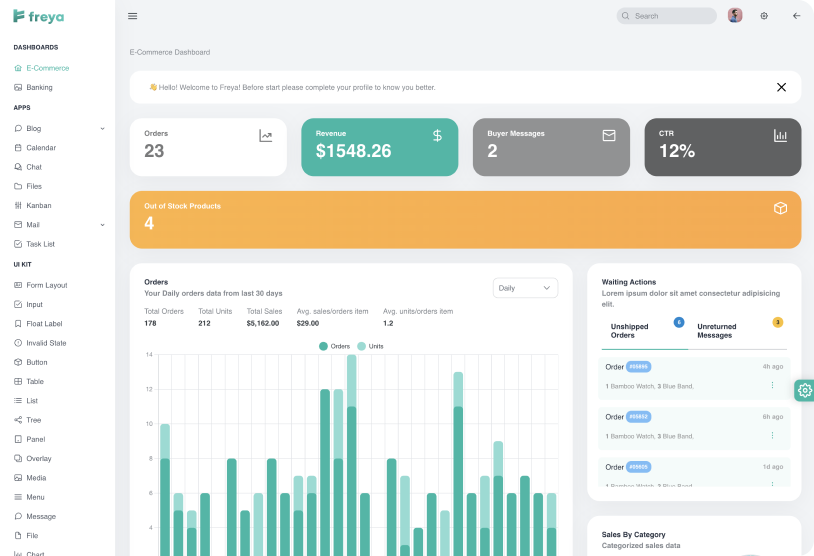 freya
Search
DASHBOARDS
E-Commerce
Banking
APPS
Blog
Calendar
Chat
Files
Kanban
Mail
Task List
UI KIT
Form Layout
Input
Float Label
Invalid State
Button
Table
List
Tree
Panel
Overlay
Media
Menu
Message
File
Chart
E-Commerce Dashboard
👋 Hello! Welcome to Freya! Before start please complete your profile to know you better.
Orders
23
Revenue
$1548.26
Buyer Messages
2
CTR
12%
Out of Stock Products
4
Orders
Your Daily orders data from last 30 days
Daily
Total Orders
178
Total Units
212
Total Sales
$5,162.00
Avg. sales/orders item
$29.00
Avg. units/orders item
1.2
Orders Units
14
12
10
8
6
4
Waiting Actions
Lorem ipsum dolor sit amet consectetur adipisicing
elit.
Unshipped
Orders
6
Unreturned
Messages
3
Order
4h ago
1 Bamboo Watch, 3 Blue Band.
Order
6h ago
1 Bamboo Watch, 3 Blue Band.
Order
1d ago
1 Bamboo Watch, 3 Blue Band.
Sales By Category
Categorized sales data